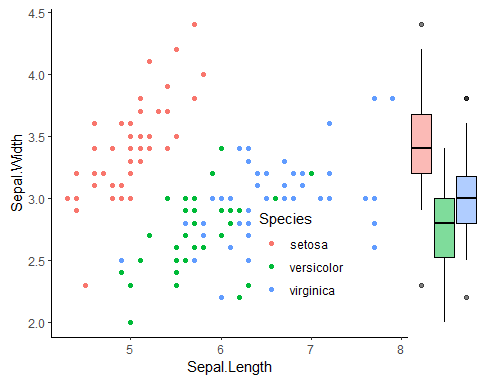 4.5
4.0
3.5
3.0
2.5
2.0
Sepal.Width
Species
setosa
versicolor
virginica
5
6
7
8
Sepal.Length